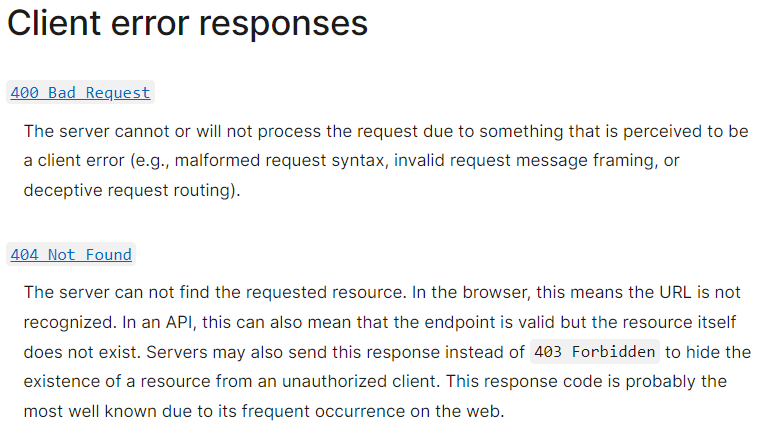 Client error responses
400 Bad Request
The server cannot or will not process the request due to something that is perceived to be
a client error (e.g., malformed request syntax, invalid request message framing, or
deceptive request routing).
404 Not Found
The server can not find the requested resource. In the browser, this means the URL is not
recognized. In an API, this can also mean that the endpoint is valid but the resource itself
does not exist. Servers may also send this response instead of 403 Forbidden to hide the
existence of a resource from an unauthorized client. This response code is probably the
most well known due to its frequent occurrence on the web.